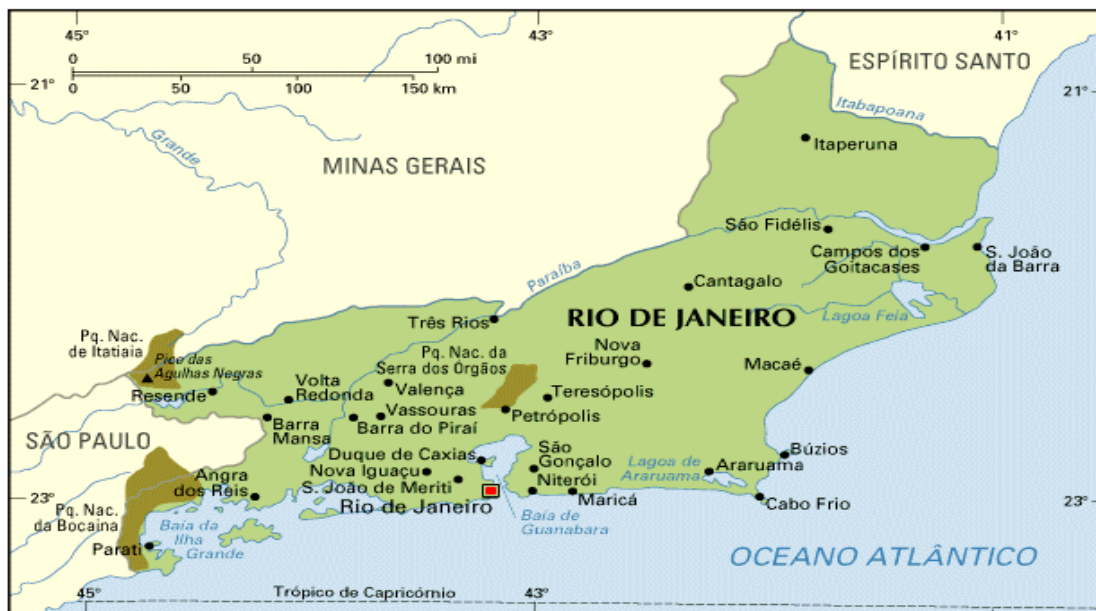 45°
43°
41°
0 50 100 mi
0 50 100 150 km
21°
21°
ESPÍRITO SANTO
Itabapoana
Grande
Itaperuna
MINAS GERAIS
São Fidélis
Campos dos
Goitacases
S. João
da Barra
Paraíba
Cantagalo
Lagoa Feia
Três Rios
RIO DE JANEIRO
Pq. Nac.
de Itatiaia
Pico das
Agulhas Negras
Pq. Nac. da
Serra dos Orgãos
Nova
Friburgo
Macaé
Resende
Volta
Redonda
Valença
Teresópolis
Vassouras
Petrópolis
Barra
Mansa
Barra do Piraí
SÃO PAULO
Duque de Caxias
São
Gonçalo
Búzios
Nova Iguaçu
Lagoa de
Araruama
Araruama
Angra
dos Reis
S. João de Meriti
Niterói
23°
Rio de Janeiro
Maricá
Cabo Frio
23°
Pq. Nac.
da Bocajna
Baía de
Guanabara
Baía da
Ilha
Grande
Parati
OCEANO ATLÂNTICO
Trópico de Capricórnio
45°
43°